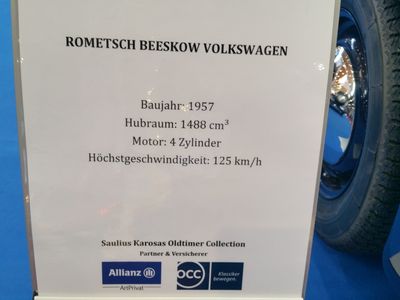 ROMETSCH BEESKOW VOLKSWAGEN
Baujahr: 1957
Hubraum: 1488 cm³
Motor: 4 Zylinder
Höchstgeschwindigkeit: 125 km/h
Saulius Karosas Oldtimer Collection
Partner & Versicherer
Allianz
ArtPrivat
OCC
Klassiker
bewegen.